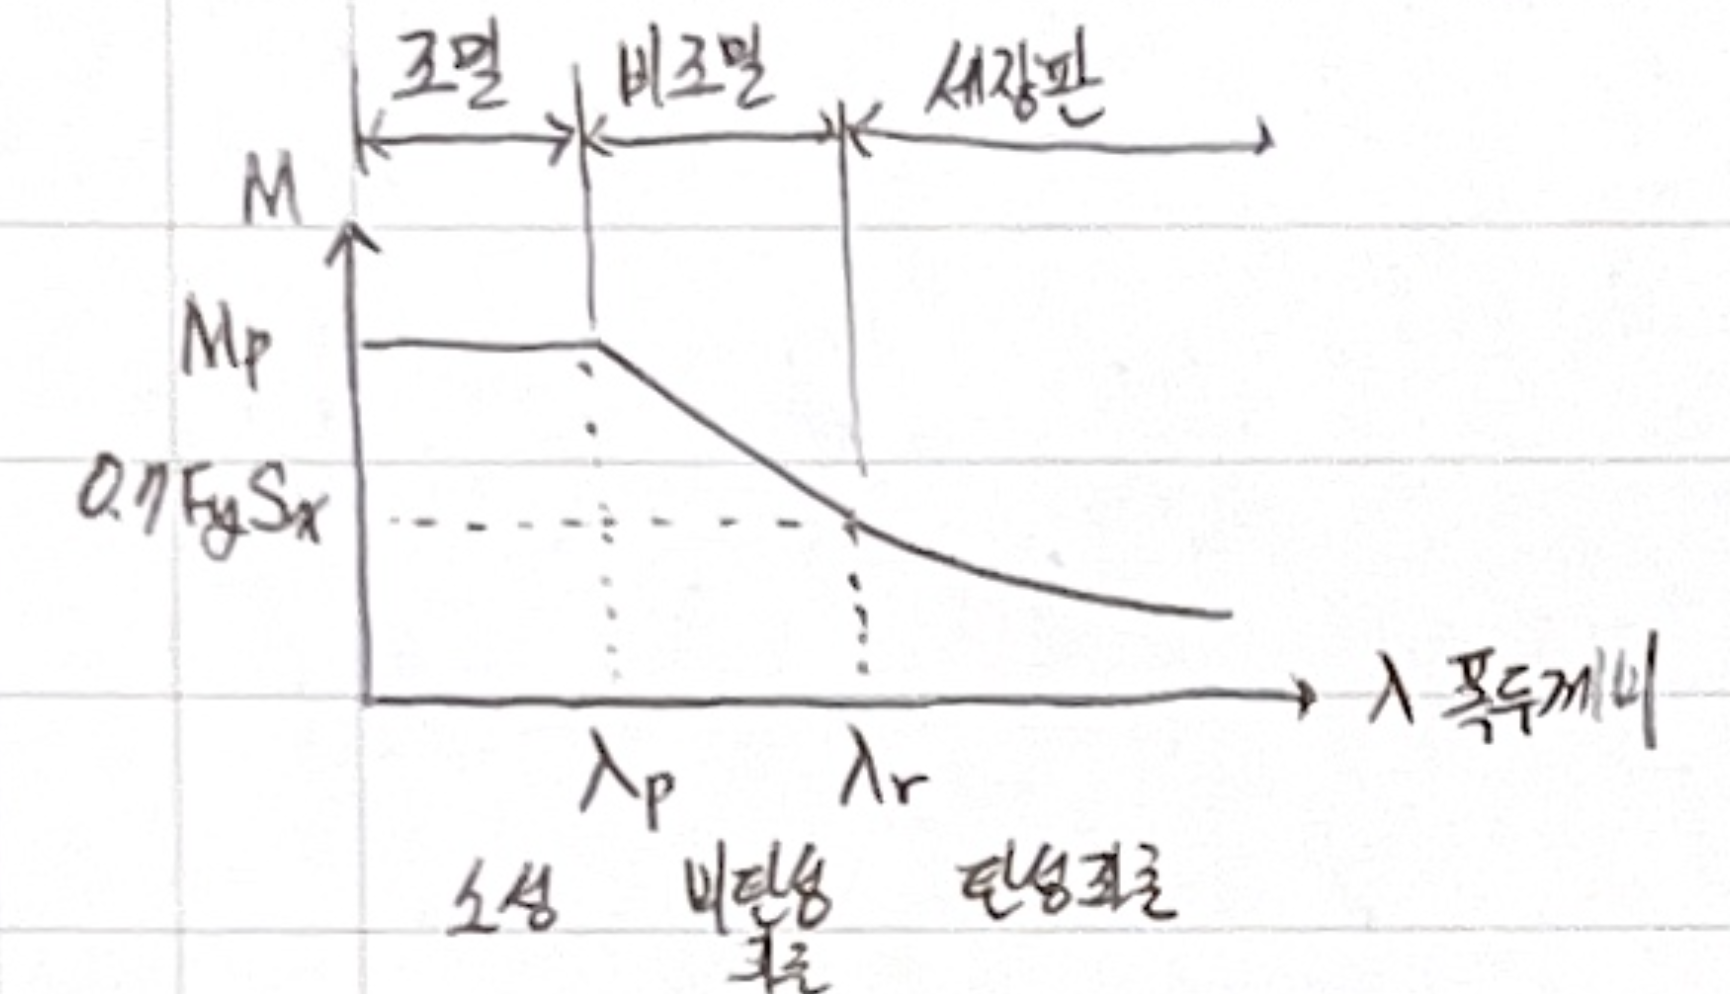 조밀 비조밀 세장판
M
Mp
0.7FySx
λ 폭두께비
λp λr
소성 비탄성 탄성좌굴
좌굴